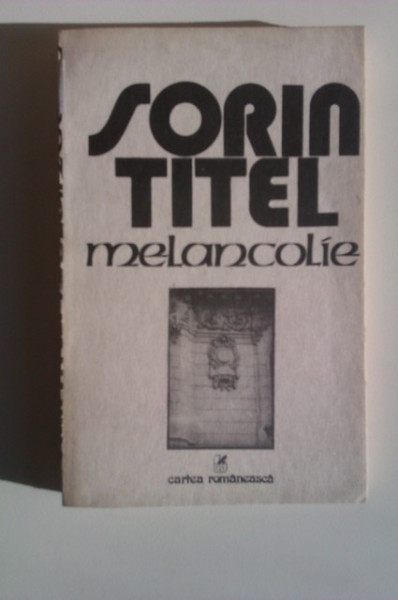 SORIN
TITEL
melancolie
cartea românească